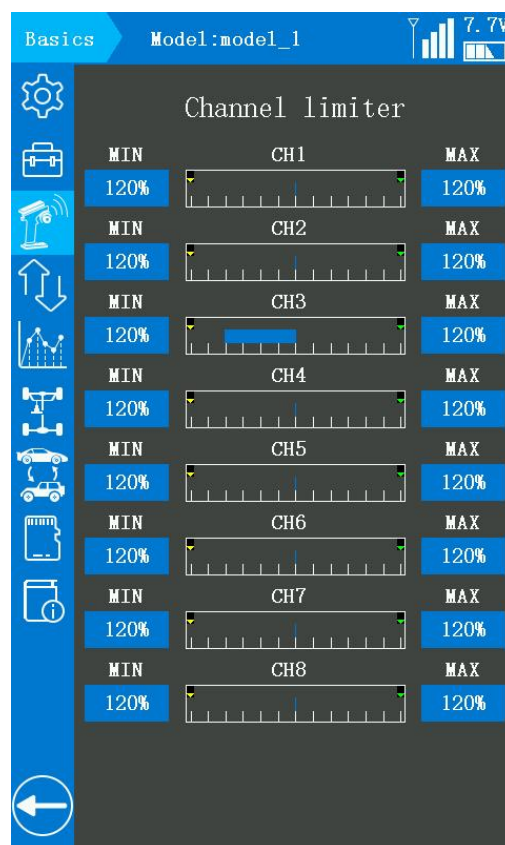 Basics Model:model_1 7.7V
Channel limiter
MIN CH1 MAX
120% 120%
MIN CH2 MAX
120% 120%
MIN CH3 MAX
120% 120%
MIN CH4 MAX
120% 120%
MIN CH5 MAX
120% 120%
MIN CH6 MAX
120% 120%
MIN CH7 MAX
120% 120%
MIN CH8 MAX
120% 120%